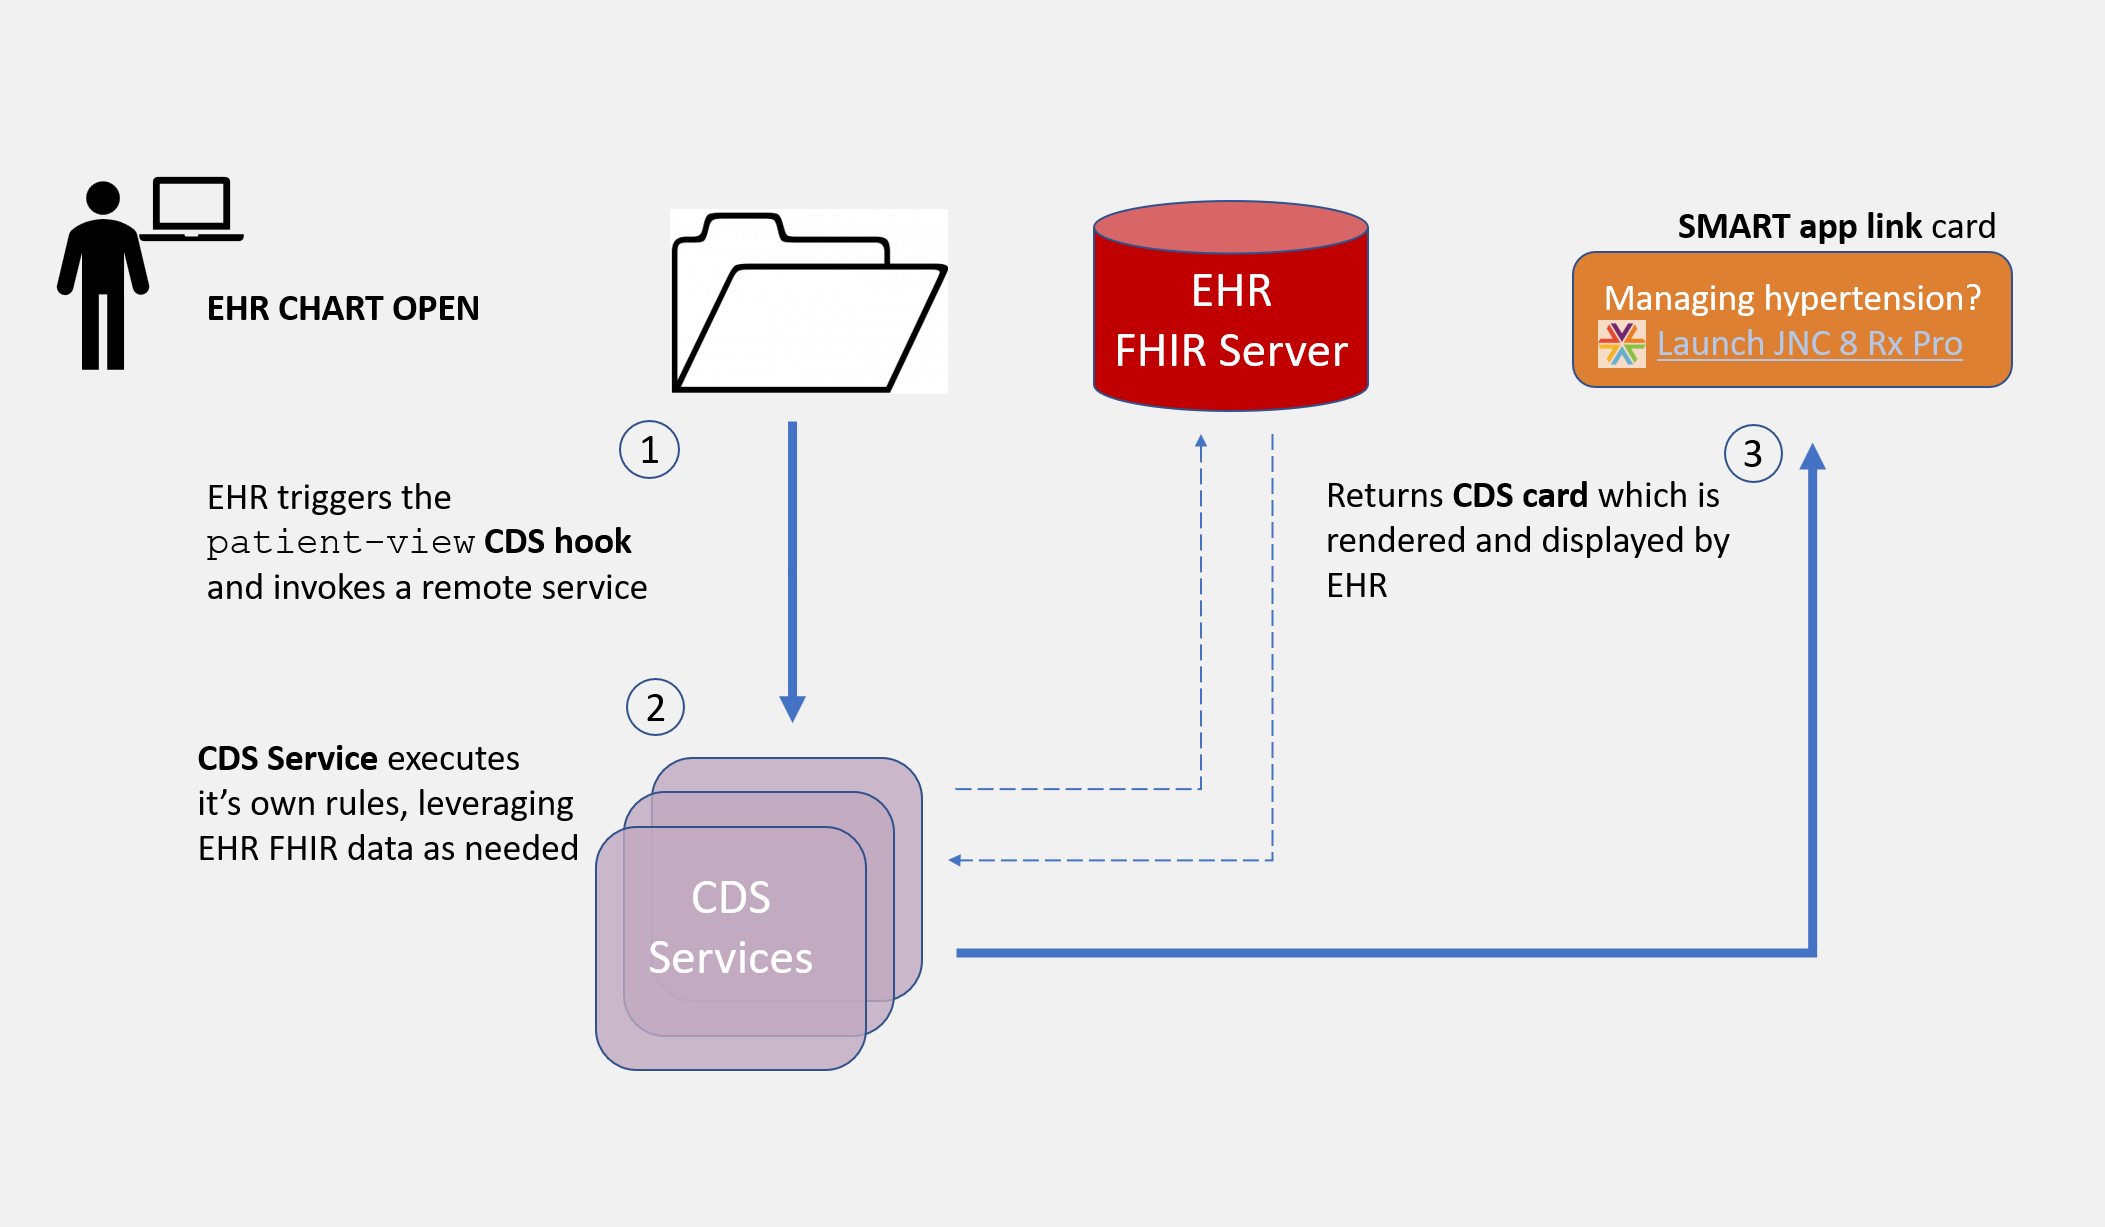 EHR CHART OPEN
1
EHR triggers the
patient-view CDS hook
and invokes a remote service
2
CDS Service executes
it’s own rules, leveraging
EHR FHIR data as needed
CDS
Services
EHR
FHIR Server
SMART app link card
Managing hypertension?
Launch JNC 8 Rx Pro
3
Returns CDS card which is
rendered and displayed by
EHR